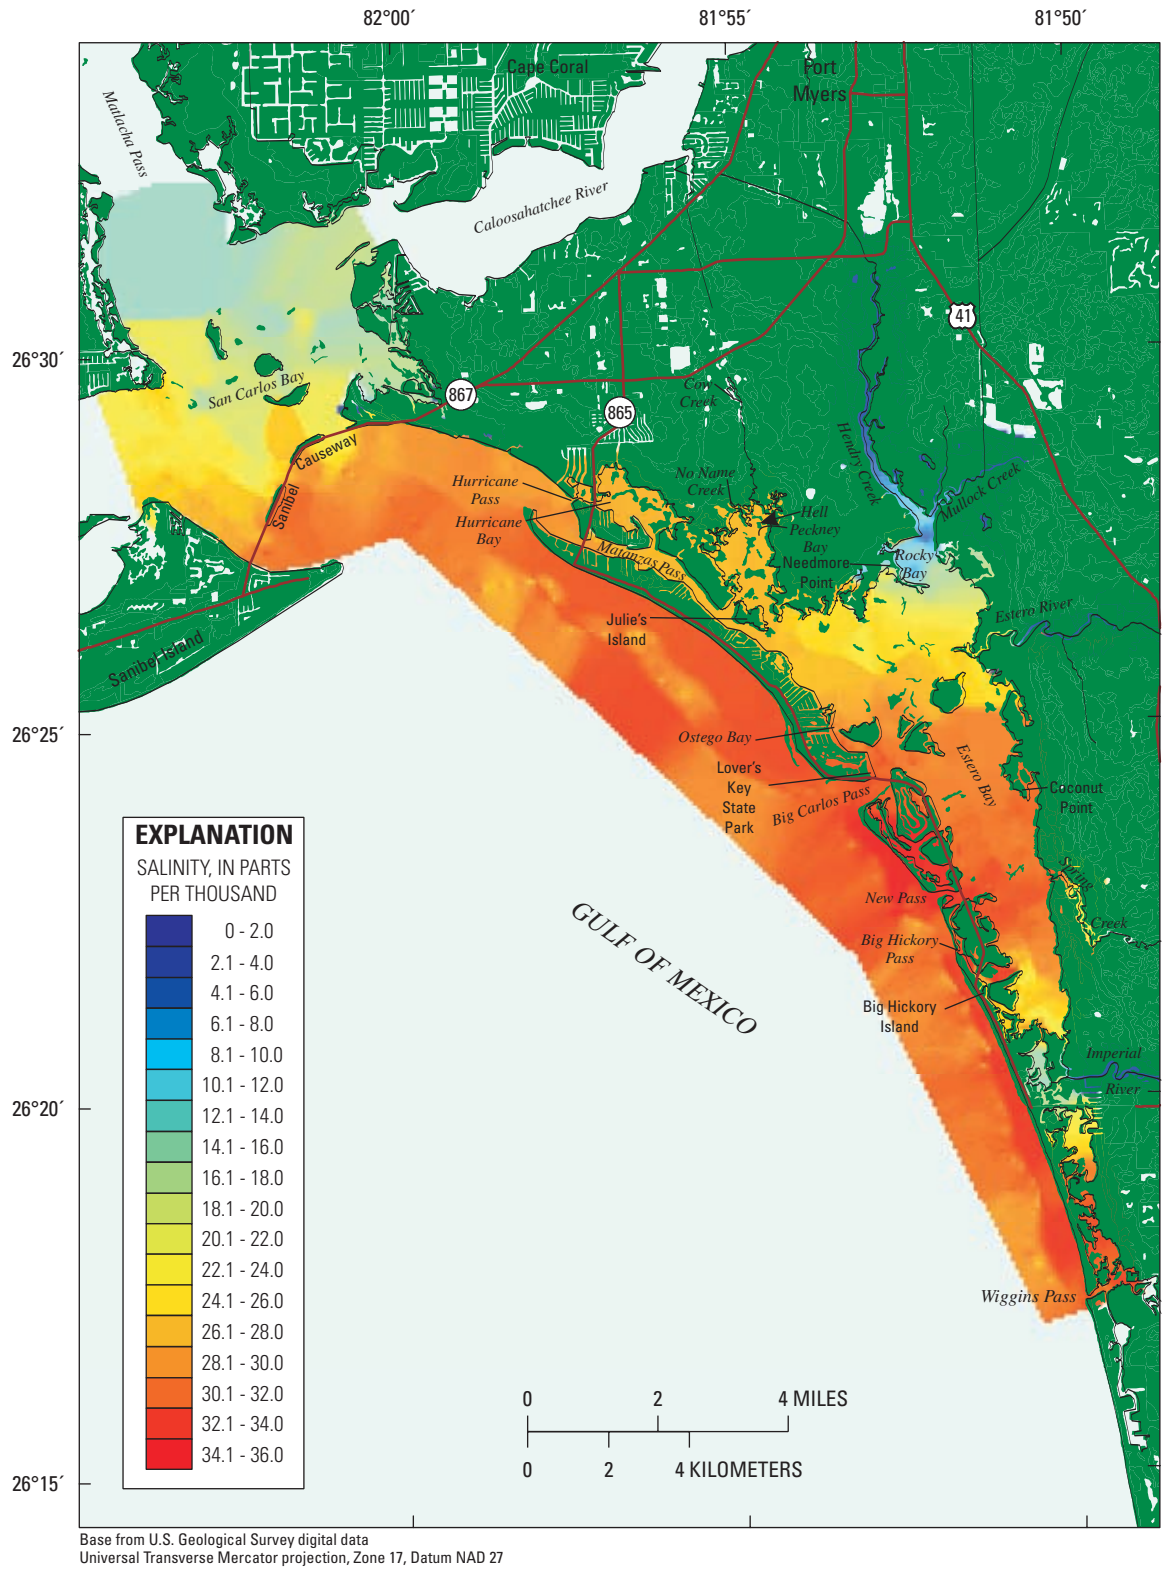 82°00´
81°55´
81°50´
Cape Coral
Fort
Myers
Matlacha Pass
Caloosahatchee River
41
26°30´
San Carlos Bay
867
865
Cow
Creek
Causeway
Sanibel
Hendry Creek
Mullock Creek
Hurricane
Pass
No Name
Creek
Hurricane
Bay
Hell
Peckney
Bay
Matanzas Pass
Needmore
Point
Rocky
Bay
Estero River
Julie's
Island
Sanibel Island
26°25´
Ostego Bay
Estero Bay
Lover's
Key
State
Park
Big Carlos Pass
Coconut
Point
Spring
Creek
New Pass
GULF OF MEXICO
Big Hickory
Pass
Big Hickory
Island
Imperial
River
26°20´
Wiggins Pass
EXPLANATION
SALINITY, IN PARTS
PER THOUSAND
0 - 2.0
2.1 - 4.0
4.1 - 6.0
6.1 - 8.0
8.1 - 10.0
10.1 - 12.0
12.1 - 14.0
14.1 - 16.0
16.1 - 18.0
18.1 - 20.0
20.1 - 22.0
22.1 - 24.0
24.1 - 26.0
26.1 - 28.0
28.1 - 30.0
30.1 - 32.0
32.1 - 34.0
34.1 - 36.0
0 2 4 MILES
0 2 4 KILOMETERS
26°15´
Base from U.S. Geological Survey digital data
Universal Transverse Mercator projection, Zone 17, Datum NAD 27